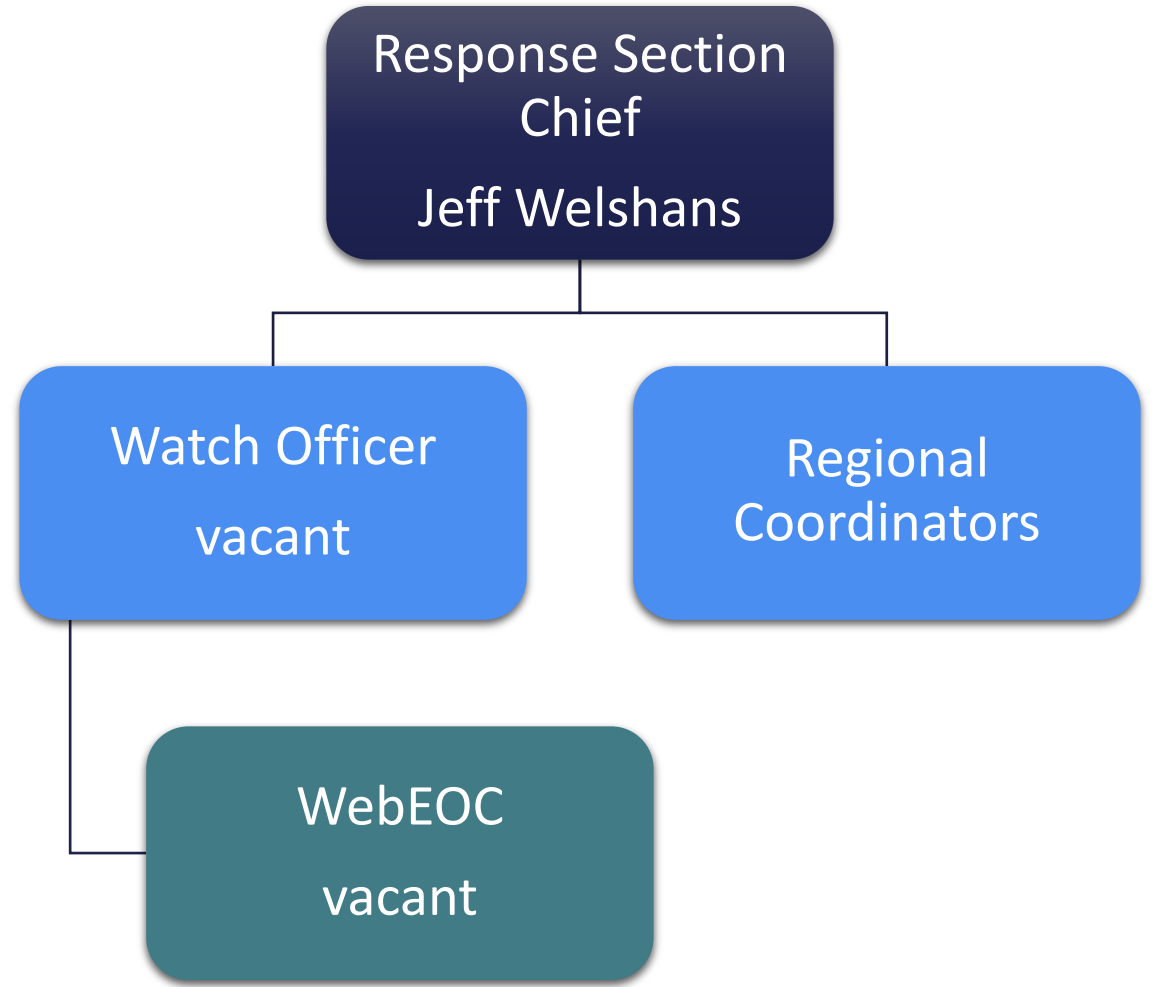 Response Section
Chief
Jeff Welshans
Watch Officer
vacant
Regional
Coordinators
WebEOC
vacant